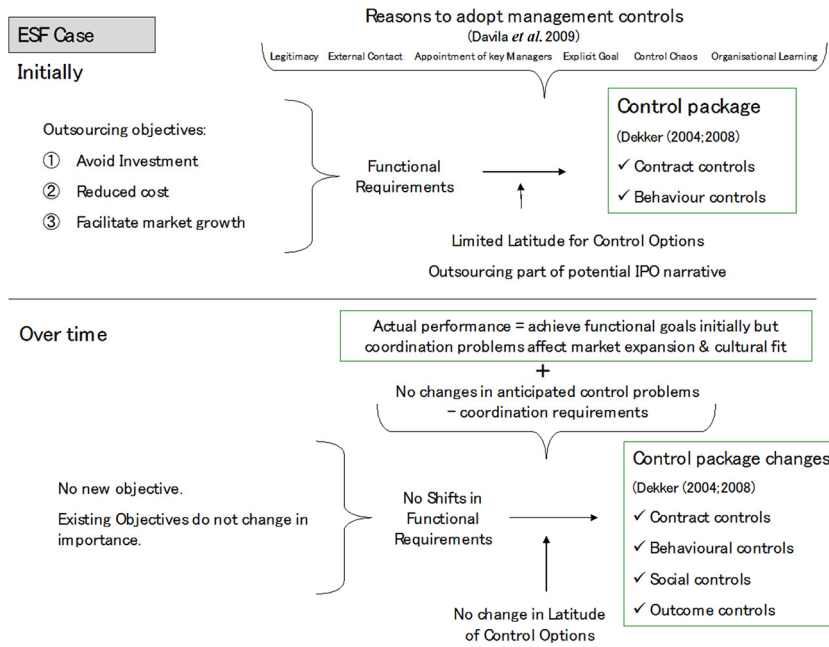 ESF Case
Initially
Reasons to adopt management controls
(Davila et al. 2009)
Legitimacy External Contact Appointment of key Managers Explicit Goal Control Chaos Organisational Learning
Outsourcing objectives:
① Avoid Investment
② Reduced cost
③ Facilitate market growth
Functional
Requirements
Control package
(Dekker (2004;2008)
✓ Contract controls
✓ Behaviour controls
Limited Latitude for Control Options
Outsourcing part of potential IPO narrative
Over time
Actual performance = achieve functional goals initially but
coordination problems affect market expansion & cultural fit
+
No changes in anticipated control problems
- coordination requirements
No new objective.
Existing Objectives do not change in
importance.
No Shifts in
Functional
Requirements
Control package changes
(Dekker (2004;2008)
✓ Contract controls
✓ Behavioural controls
✓ Social controls
✓ Outcome controls
No change in Latitude
of Control Options